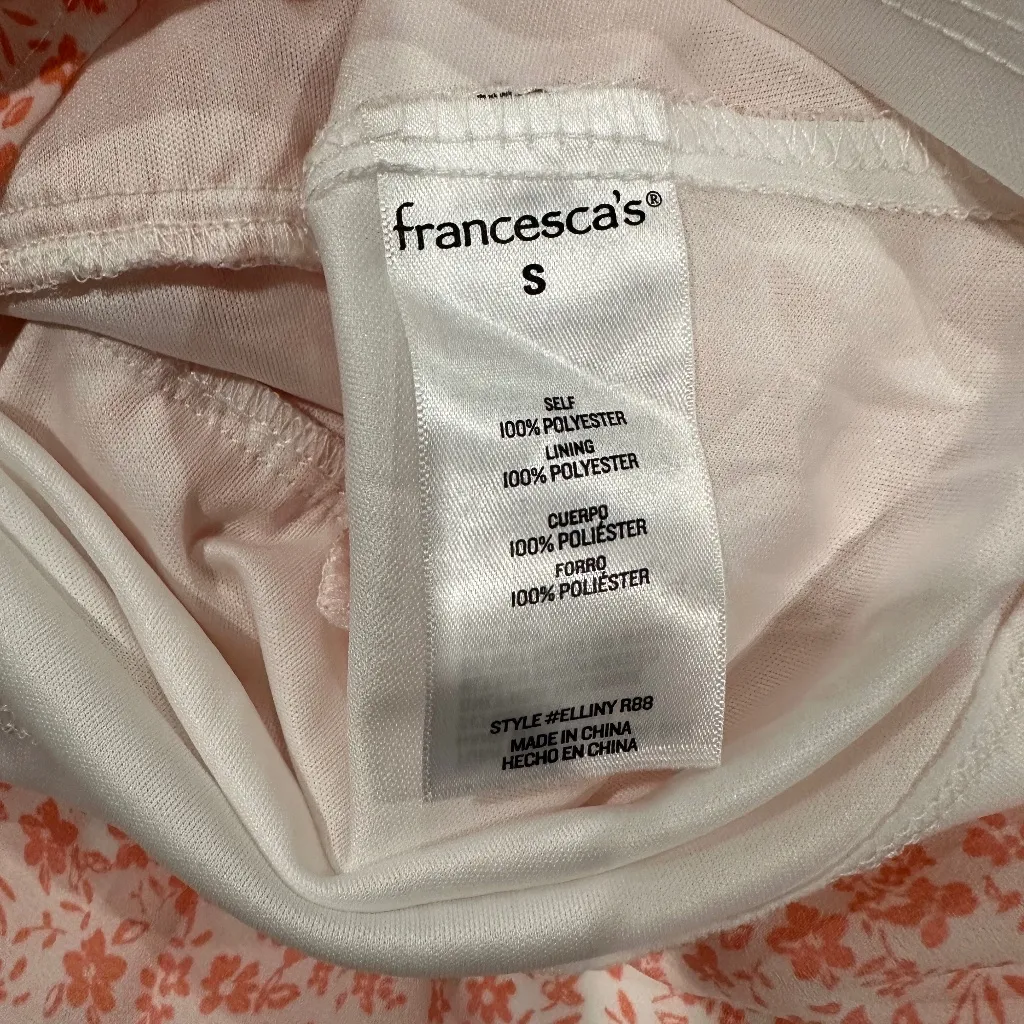 francesca's®
S
SELF
100% POLYESTER
LINING
100% POLYESTER
CUERPO
100% POLIÉSTER
FORRO
100% POLIÉSTER
STYLE #ELLINY R88
MADE IN CHINA
HECHO EN CHINA